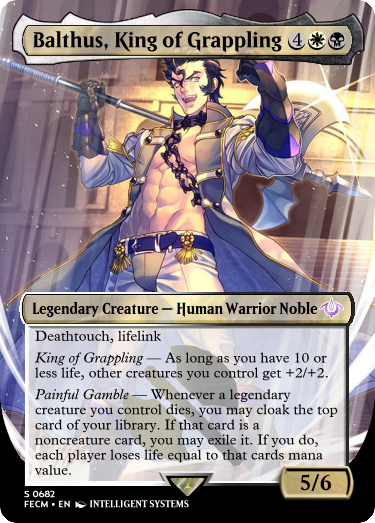 Balthus, King of Grappling 4
Legendary Creature — Human Warrior Noble
Deathtouch, lifelink
King of Grappling — As long as you have 10 or
less life, other creatures you control get +2/+2.
Painful Gamble — Whenever a legendary
creature you control dies, you may cloak the top
card of your library. If that card is a
noncreature card, you may exile it. If you do,
each player loses life equal to that cards mana
value.
5/6
S 0682
FECM • EN INTELLIGENT SYSTEMS